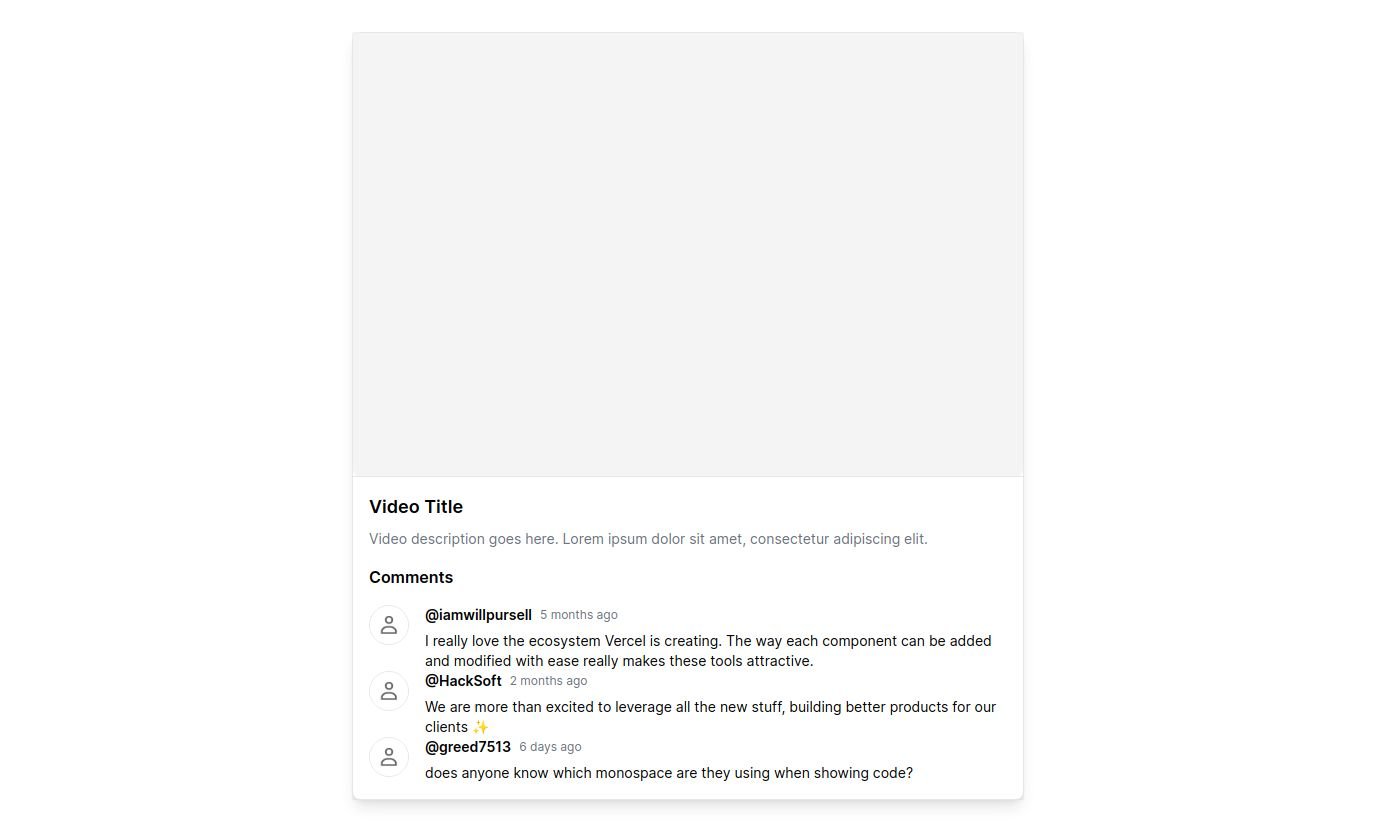 Video Title
Video description goes here. Lorem ipsum dolor sit amet, consectetur adipiscing elit.
Comments
@iamwillpursell 5 months ago
I really love the ecosystem Vercel is creating. The way each component can be added
and modified with ease really makes these tools attractive.
@HackSoft 2 months ago
We are more than excited to leverage all the new stuff, building better products for our
clients ✨
@greed7513 6 days ago
does anyone know which monospace are they using when showing code?